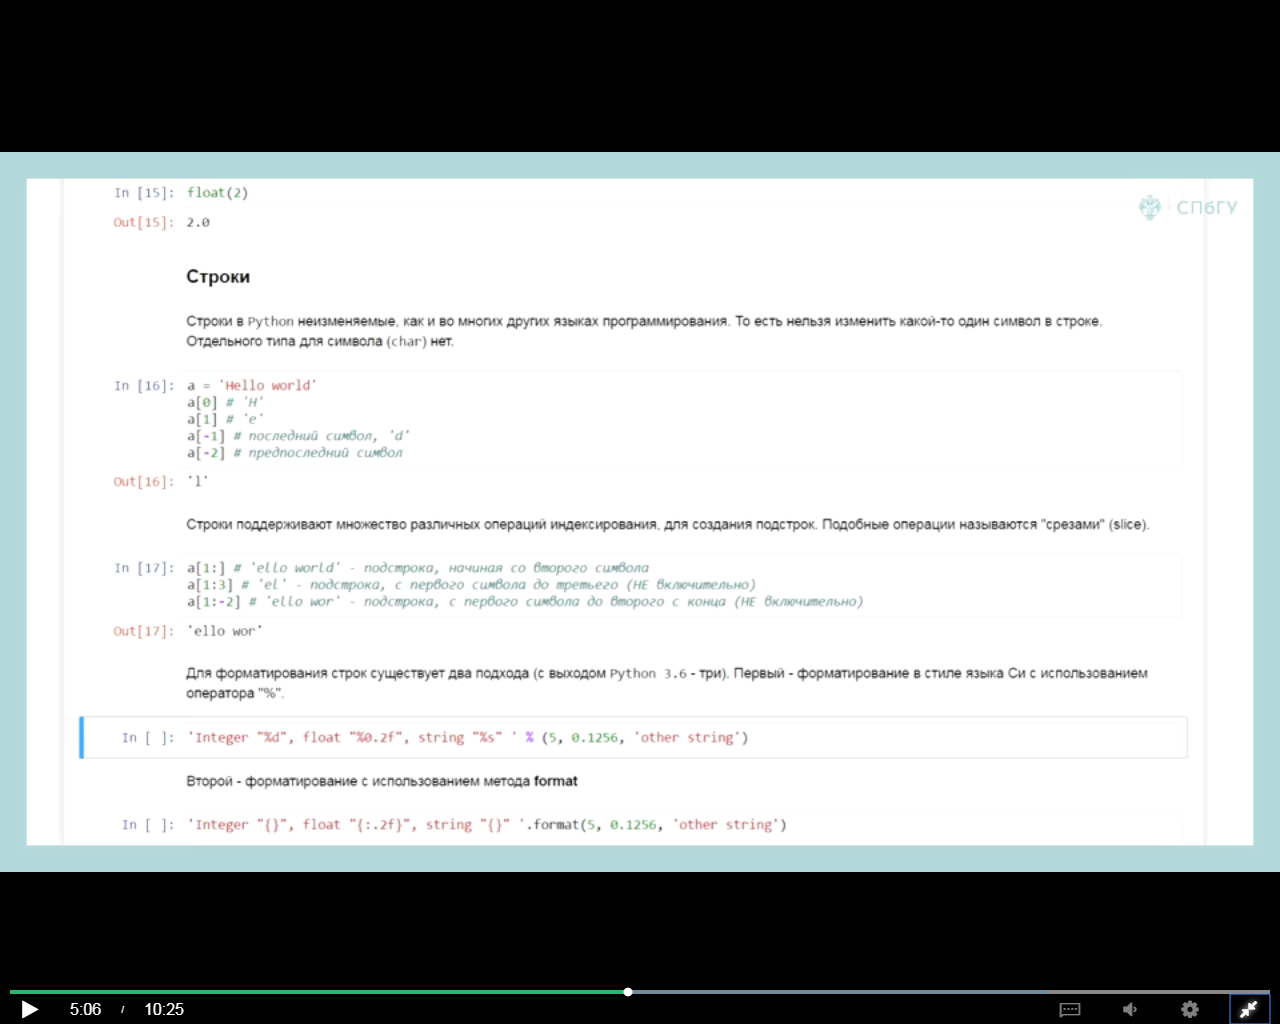 In [15]: float(2)
СПбГУ
Out[15]: 2.0
Строки
Строки в Python неизменяемые, как и во многих других языках программирования. То есть нельзя изменить какой-то один символ в строке.
Отдельного типа для символа (char) нет.
In [16]: a = 'Hello world'
a[0] # 'H'
a[1] # 'e'
a[-1] # последний символ, 'd'
a[-2] # предпоследний символ
Out[16]: 'l'
Строки поддерживают множество различных операций индексирования, для создания подстрок. Подобные операции называются "срезами" (slice).
In [17]: a[1:] # 'ello world' - подстрока, начиная со второго символа
a[1:3] # 'el' - подстрока, с первого символа до третьего (НЕ включительно)
a[1:-2] # 'ello wor' - подстрока, с первого символа до второго с конца (НЕ включительно)
Out[17]: 'ello wor'
Для форматирования строк существует два подхода (с выходом Python 3.6 - три). Первый - форматирование в стиле языка Си с использованием
оператора "%".
In [ ]: 'Integer "%d", float "%0.2f", string "%s" ' % (5, 0.1256, 'other string')
Второй - форматирование с использованием метода format
In [ ]: 'Integer "{}", float "{:.2f}", string "{}" '.format(5, 0.1256, 'other string')
5:06 / 10:25